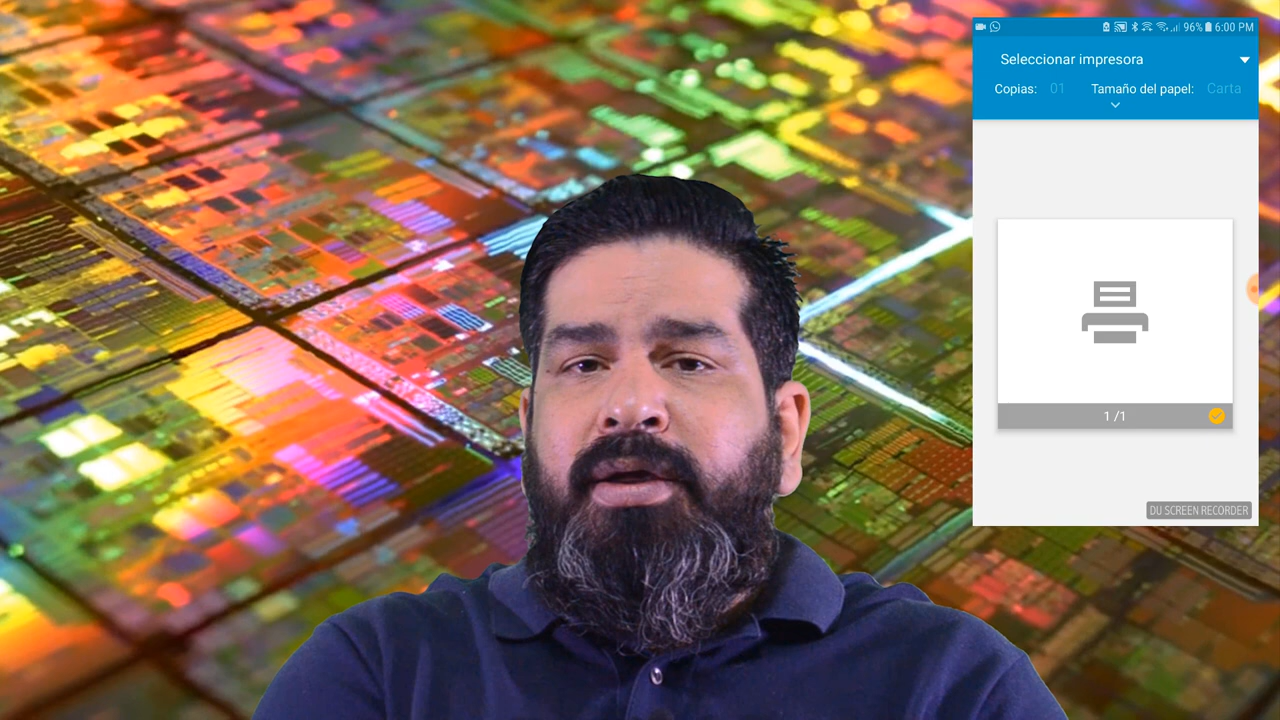 96% 6:00 PM
Seleccionar impresora
Copias: 01 Tamaño del papel: Carta
1 /1
DU SCREEN RECORDER